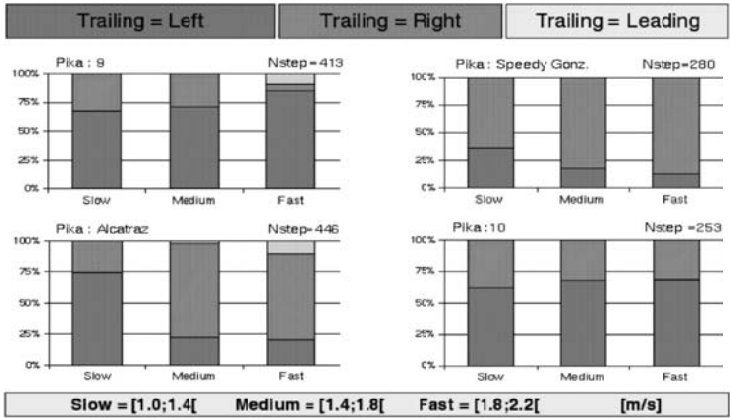 Trailing = Left Trailing = Right Trailing = Leading
Pika : 9 Nstep=413
100%
75%
50%
25%
0%
Slow Medium Fast
Pika: Speedy Gonz. Nstep=280
100%
75%
50%
25%
0%
Slow Medium Fast
Pika : Alcatraz Nstep=446
100%
75%
50%
25%
0%
Slow Medium Fast
Pika:10 Nstep =253
100%
75%
50%
25%
0%
Slow Medium Fast
Slow = [1.0;1.4[ Medium = [1.4;1.8[ Fast = [1.8;2.2[ [m/s]